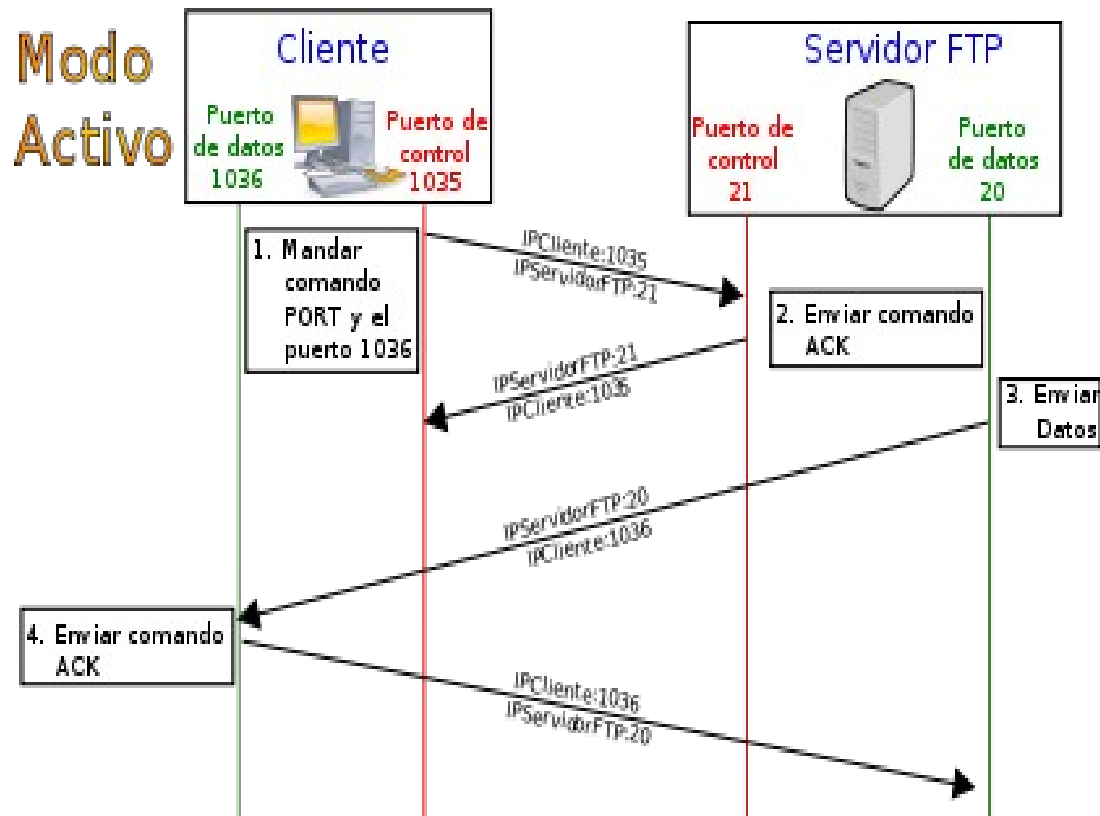 Modo
Activo
Cliente
Puerto
de datos
1036
Puerto de
control
1035
Servidor FTP
Puerto de
control
21
Puerto
de datos
20
1. Mandar
comando
PORT y el
puerto 1036
IPCliente:1035
IPServidorFTP:21
2. Enviar comando
ACK
IPServidorFTP:21
IPCliente:1035
3. Enviar
Datos
IPServidorFTP:20
IPCliente:1036
4. Enviar comando
ACK
IPCliente:1036
IPServidorFTP:20